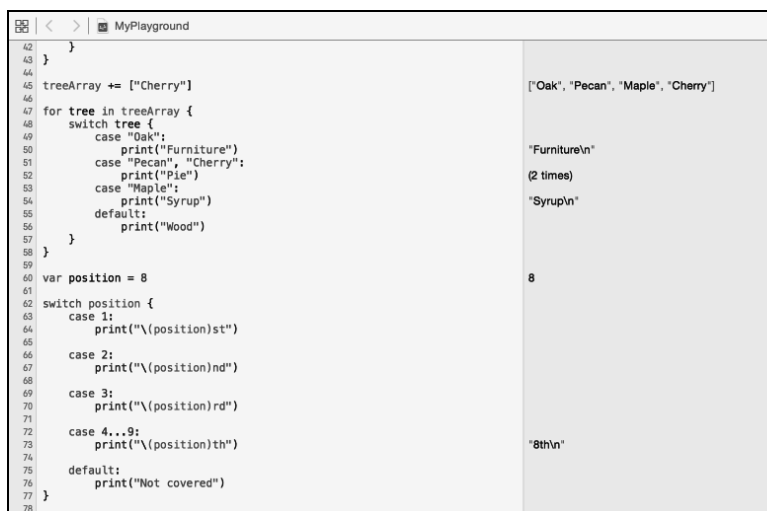 MyPlayground
42 }
43 }
44
45 treeArray += ["Cherry"] ["Oak", "Pecan", "Maple", "Cherry"]
46
47 for tree in treeArray {
48 switch tree {
49 case "Oak":
50 print("Furniture") "Furniture\n"
51 case "Pecan", "Cherry":
52 print("Pie") (2 times)
53 case "Maple":
54 print("Syrup") "Syrup\n"
55 default:
56 print("Wood")
57 }
58 }
59
60 var position = 8 8
61
62 switch position {
63 case 1:
64 print("\(position)st")
65
66 case 2:
67 print("\(position)nd")
68
69 case 3:
70 print("\(position)rd")
71
72 case 4...9:
73 print("\(position)th") "8th\n"
74
75 default:
76 print("Not covered")
77 }
78